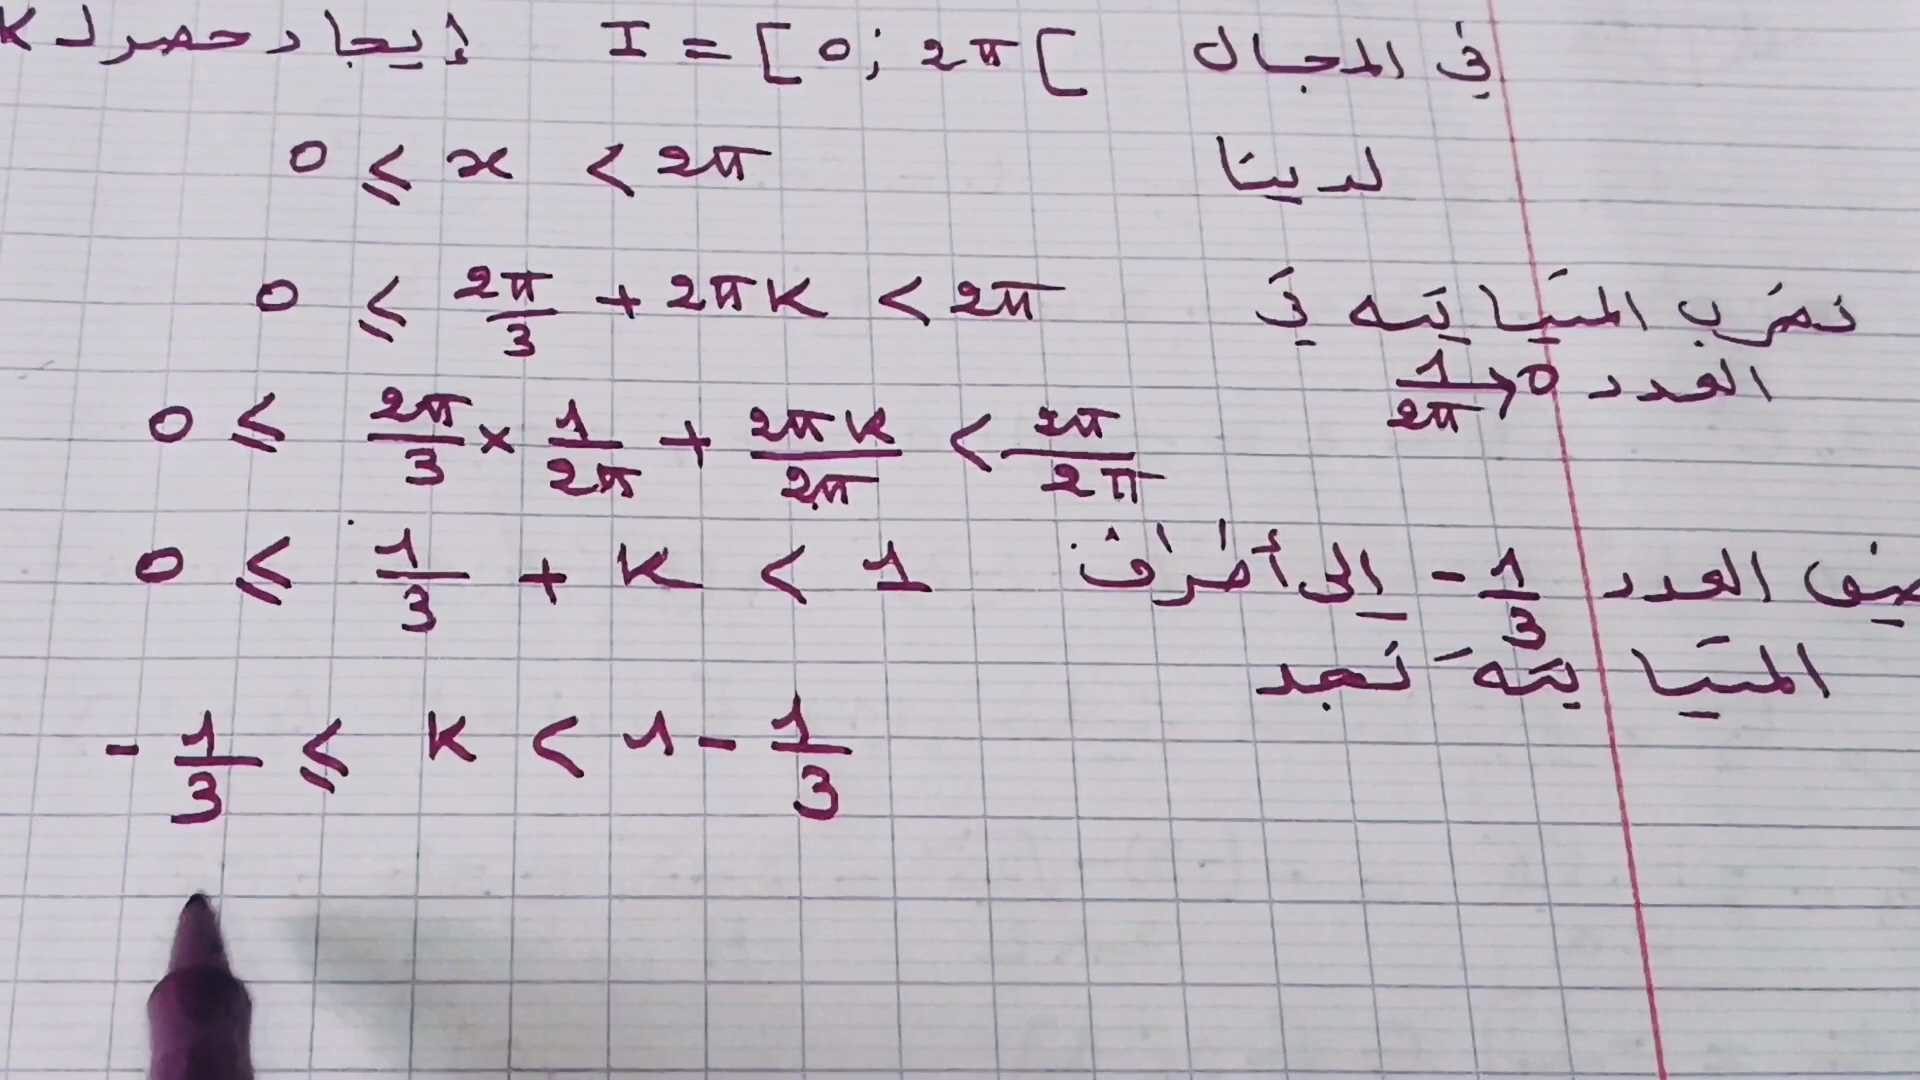 في المجال I = [0; 2π[ إيجاد حصر لـ K
لدينا 0 ≤ x < 2π
0 ≤ 2π/3 + 2πK < 2π نضرب المتباينة في
العدد 1/2π > 0
0 ≤ 2π/3 × 1/2π + 2πK/2π < 2π/2π
0 ≤ 1/3 + K < 1 ضف العدد -1/3 إلى أطراف
المتباينة نجد
-1/3 ≤ K < 1 - 1/3